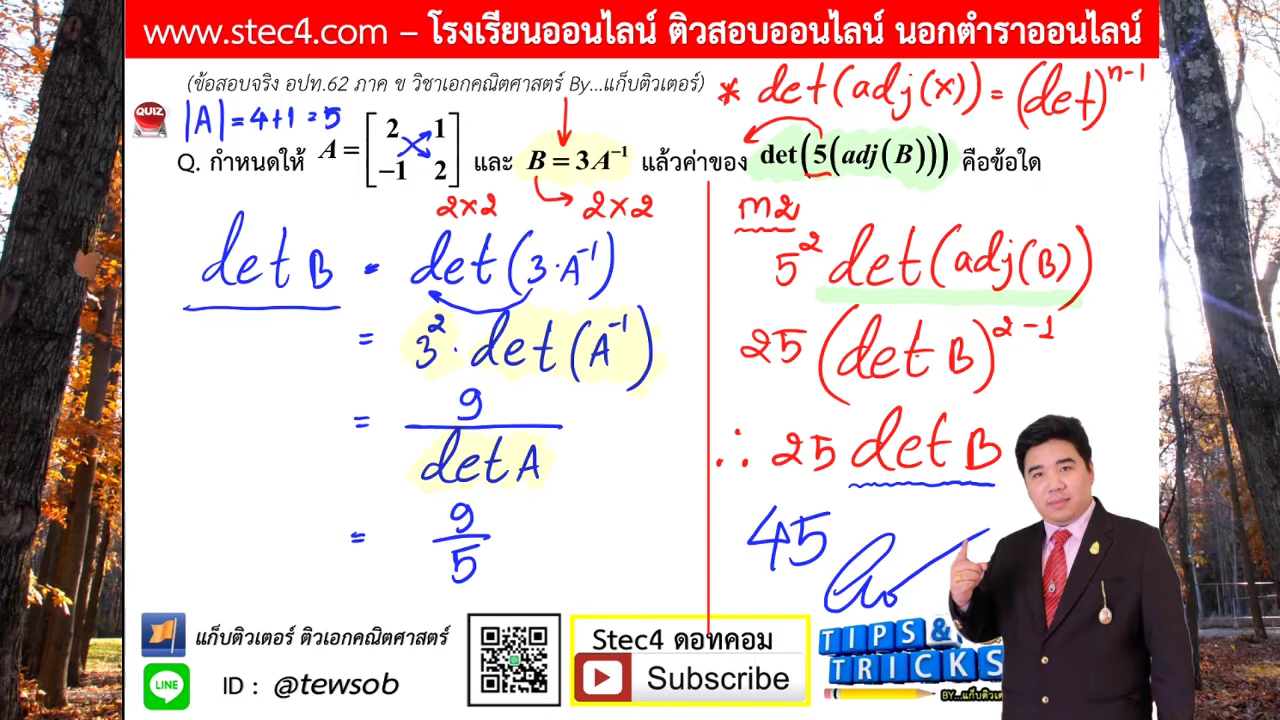 www.stec4.com – โรงเรียนออนไลน์ ติวสอบออนไลน์ นอกตำราออนไลน์
(ข้อสอบจริง อปท.62 ภาค ข วิชาเอกคณิตศาสตร์ By...แก็บติวเตอร์)
* det(adj(x)) = (det)^{n-1}
QUIZ
|A| = 4+1 = 5
Q. กำหนดให้ A = [2 1; -1 2] และ B = 3A⁻¹ แล้วค่าของ det(5(adj(B))) คือข้อใด
2×2 2×2
det B = det(3·A⁻¹)
= 3²·det(A⁻¹)
= 9/det A
= 9/5
5² det(adj(B))
25 (det B)^{2-1}
∴ 25 det B
45
แก็บติวเตอร์ ติวเอกคณิตศาสตร์
LINE
ID : @tewsob
Stec4 ดอทคอม
Subscribe
TIPS &
TRICKS